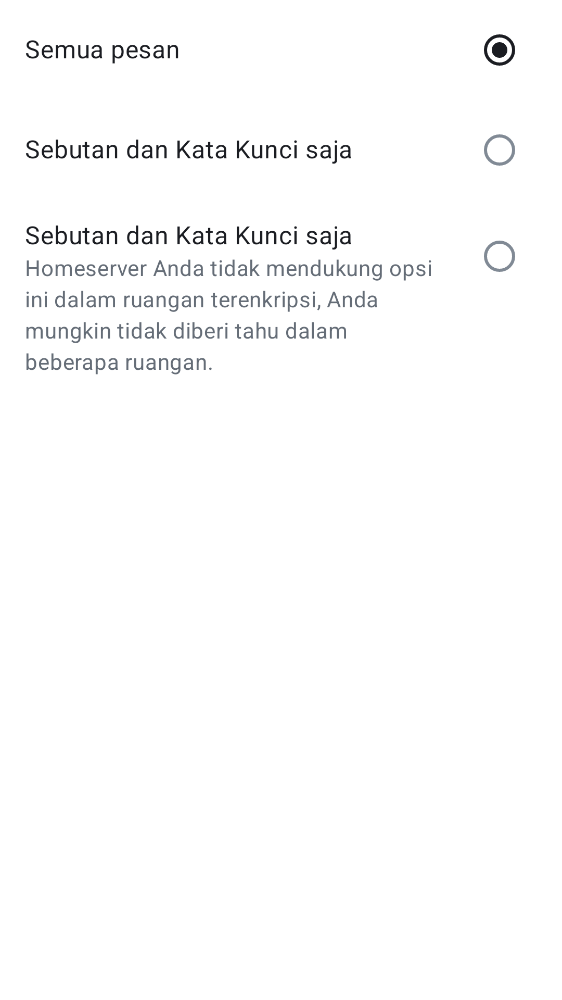 Semua pesan
Sebutan dan Kata Kunci saja
Sebutan dan Kata Kunci saja
Homeserver Anda tidak mendukung opsi
ini dalam ruangan terenkripsi, Anda
mungkin tidak diberi tahu dalam
beberapa ruangan.